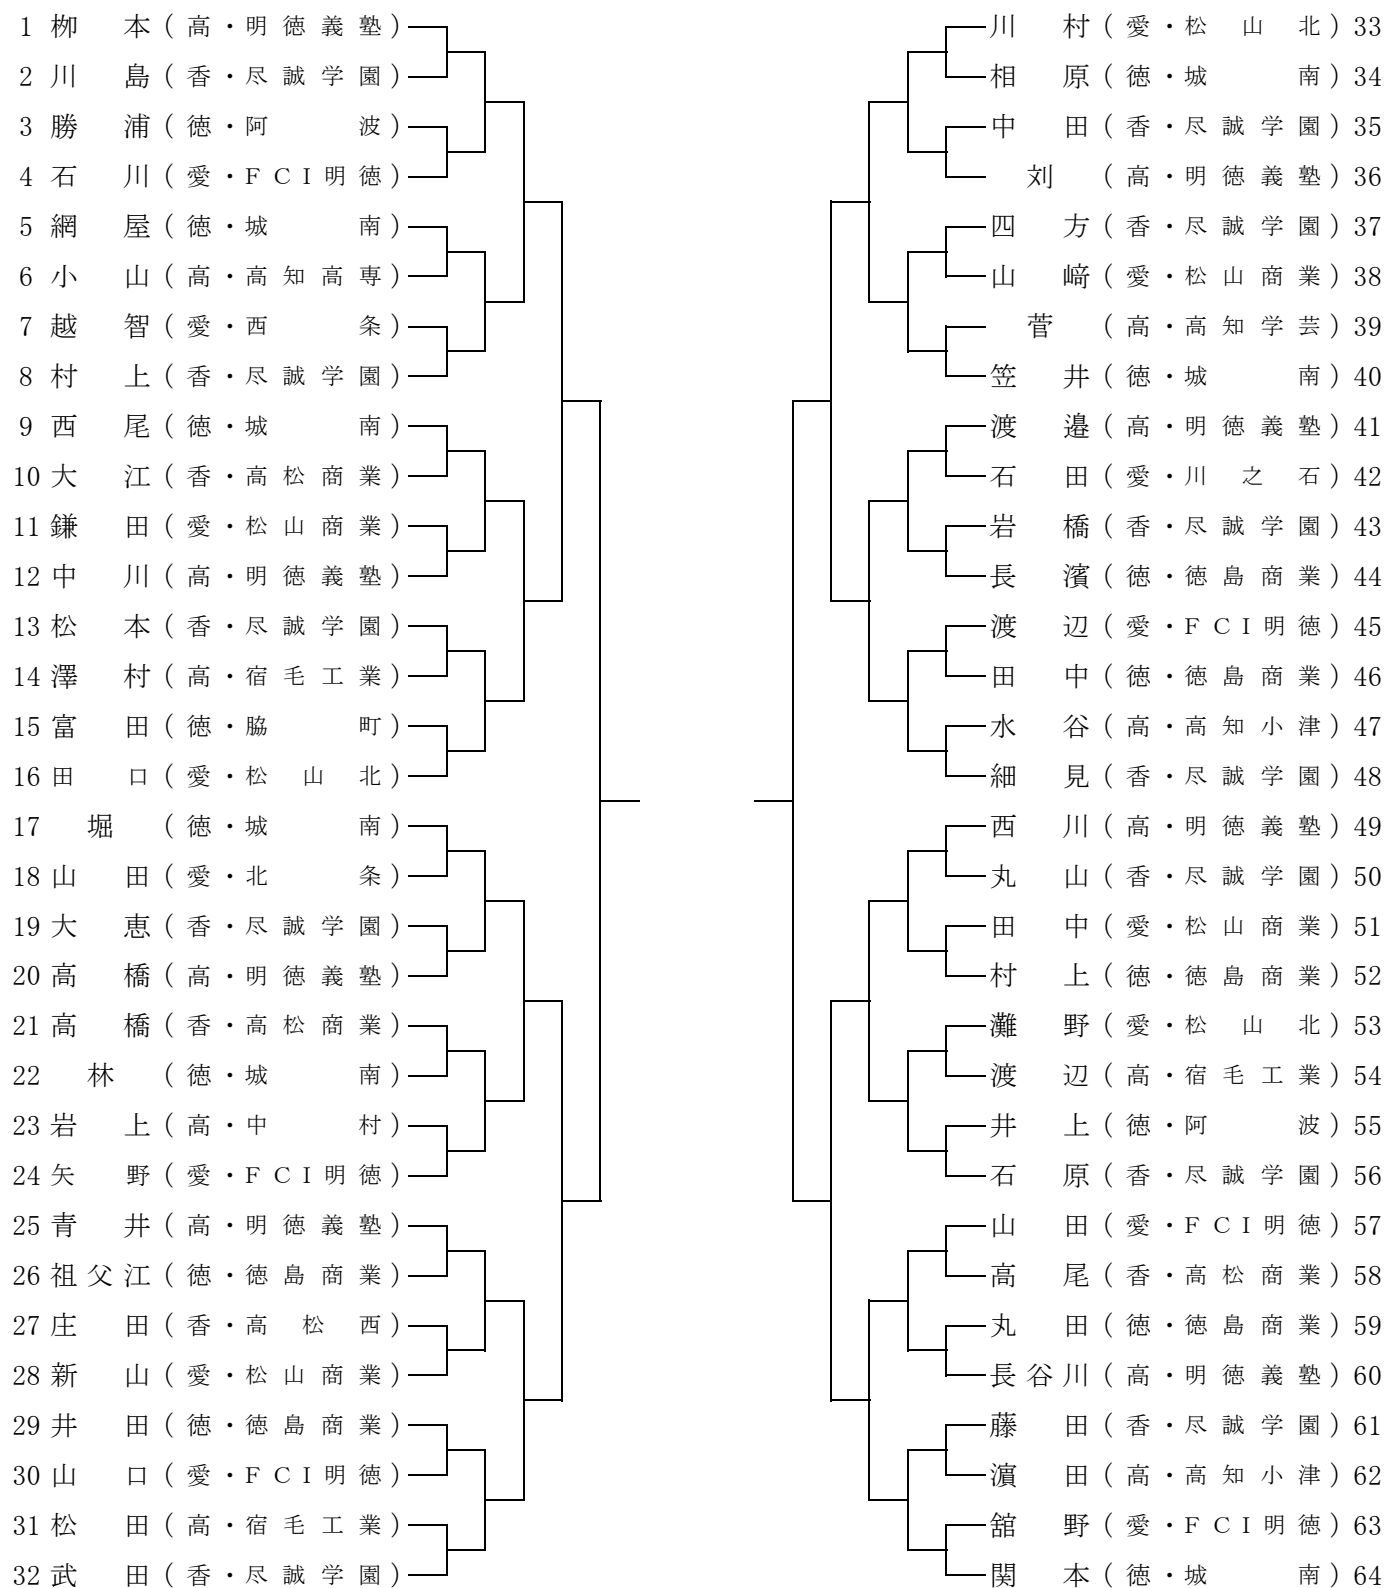 1 栁本(高・明徳義塾)
2 川島(香・尽誠学園)
3 勝浦(徳・阿波)
4 石川(愛・FCI明徳)
5 網屋(徳・城南)
6 小山(高・高知高専)
7 越智(愛・西条)
8 村上(香・尽誠学園)
9 西尾(徳・城南)
10 大江(香・高松商業)
11 鎌田(愛・松山商業)
12 中川(高・明徳義塾)
13 松本(香・尽誠学園)
14 澤村(高・宿毛工業)
15 富田(徳・脇町)
16 田口(愛・松山北)
17 堀(徳・城南)
18 山田(愛・北条)
19 大恵(香・尽誠学園)
20 高橋(高・明徳義塾)
21 高橋(香・高松商業)
22 林(徳・城南)
23 岩上(高・中村)
24 矢野(愛・FCI明徳)
25 青井(高・明徳義塾)
26 祖父江(徳・徳島商業)
27 庄田(香・高松西)
28 新山(愛・松山商業)
29 井田(徳・徳島商業)
30 山口(愛・FCI明徳)
31 松田(高・宿毛工業)
32 武田(香・尽誠学園)
川村(愛・松山北)33
相原(徳・城南)34
中田(香・尽誠学園)35
刘(高・明徳義塾)36
四方(香・尽誠学園)37
山﨑(愛・松山商業)38
菅(高・高知学芸)39
笠井(徳・城南)40
渡邉(高・明徳義塾)41
石田(愛・川之石)42
岩橋(香・尽誠学園)43
長濱(徳・徳島商業)44
渡辺(愛・FCI明徳)45
田中(徳・徳島商業)46
水谷(高・高知小津)47
細見(香・尽誠学園)48
西川(高・明徳義塾)49
丸山(香・尽誠学園)50
田中(愛・松山商業)51
村上(徳・徳島商業)52
灘野(愛・松山北)53
渡辺(高・宿毛工業)54
井上(徳・阿波)55
石原(香・尽誠学園)56
山田(愛・FCI明徳)57
高尾(香・高松商業)58
丸田(徳・徳島商業)59
長谷川(高・明徳義塾)60
藤田(香・尽誠学園)61
濵田(高・高知小津)62
舘野(愛・FCI明徳)63
関本(徳・城南)64